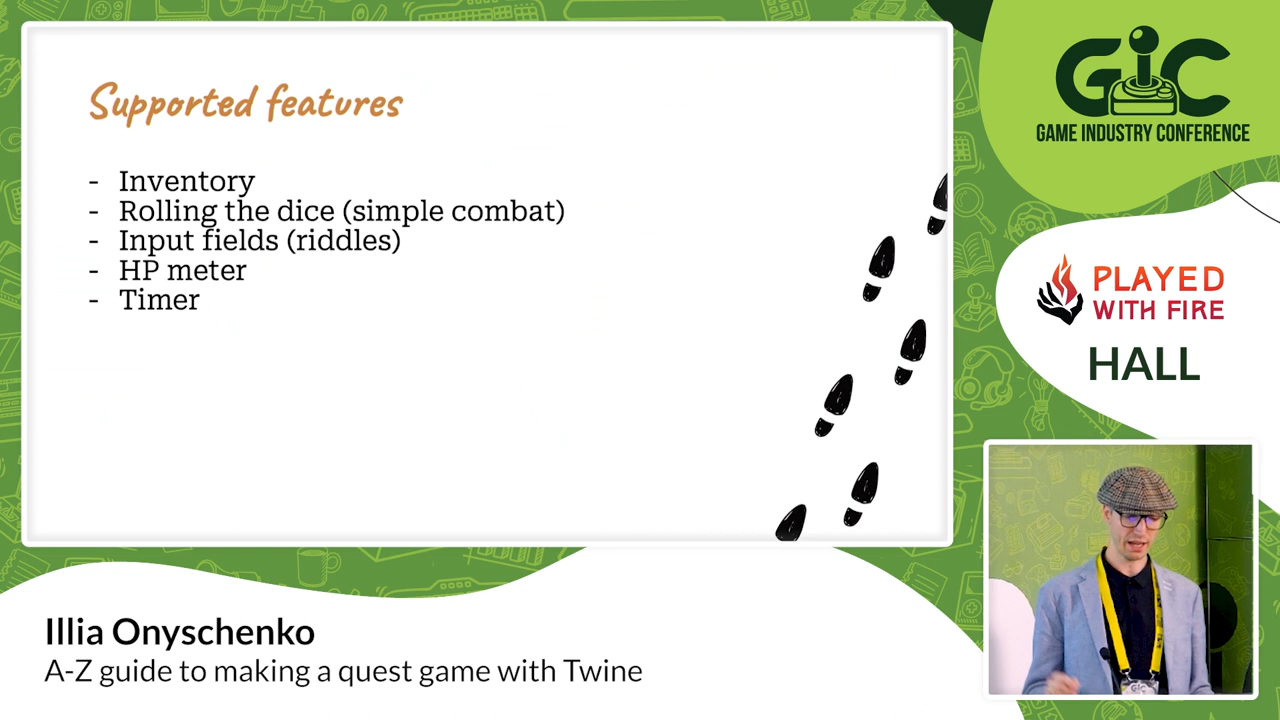 Supported features
- Inventory
- Rolling the dice (simple combat)
- Input fields (riddles)
- HP meter
- Timer
GIC
GAME INDUSTRY CONFERENCE
PLAYED
WITH FIRE
HALL
Illia Onyschenko
A-Z guide to making a quest game with Twine